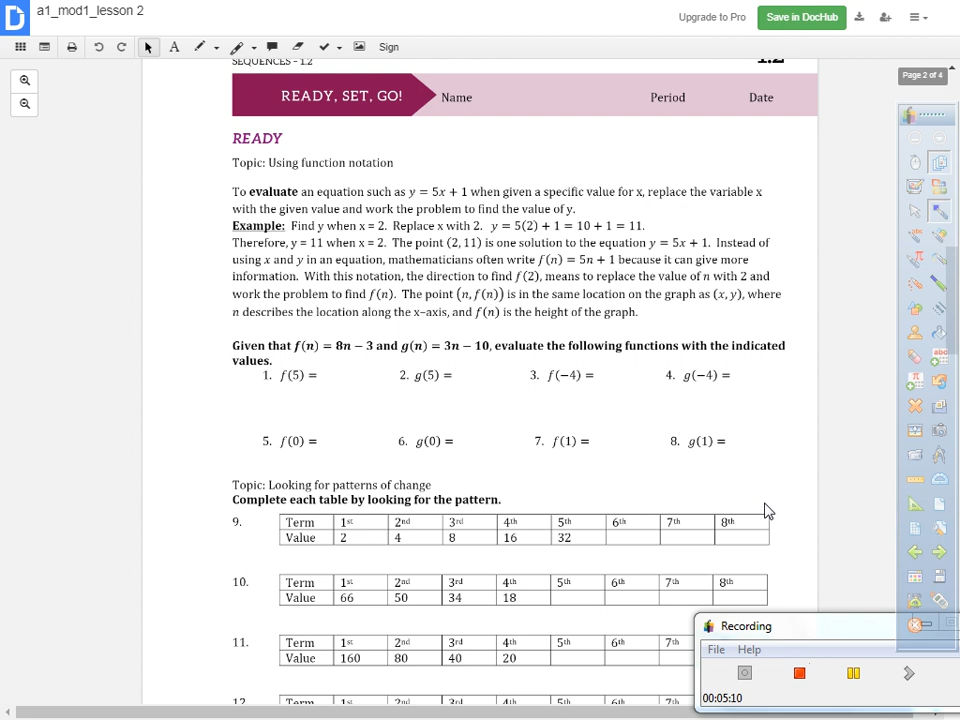 a1_mod1_lesson 2
Upgrade to Pro
Save in DocHub
Sign
Page 2 of 4
SEQUENCES – 1.2
1.2
READY, SET, GO!
Name
Period
Date
READY
Topic: Using function notation
To evaluate an equation such as y = 5x + 1 when given a specific value for x, replace the variable x
with the given value and work the problem to find the value of y.
Example: Find y when x = 2. Replace x with 2. y = 5(2) + 1 = 10 + 1 = 11.
Therefore, y = 11 when x = 2. The point (2, 11) is one solution to the equation y = 5x + 1. Instead of
using x and y in an equation, mathematicians often write f(n) = 5n + 1 because it can give more
information. With this notation, the direction to find f(2), means to replace the value of n with 2 and
work the problem to find f(n). The point (n, f(n)) is in the same location on the graph as (x, y), where
n describes the location along the x–axis, and f(n) is the height of the graph.
Given that f(n) = 8n − 3 and g(n) = 3n − 10, evaluate the following functions with the indicated
values.
1. f(5) = 2. g(5) = 3. f(−4) = 4. g(−4) =
5. f(0) = 6. g(0) = 7. f(1) = 8. g(1) =
Topic: Looking for patterns of change
Complete each table by looking for the pattern.
9. Term 1st 2nd 3rd 4th 5th 6th 7th 8th
Value 2 4 8 16 32
10. Term 1st 2nd 3rd 4th 5th 6th 7th 8th
Value 66 50 34 18
11. Term 1st 2nd 3rd 4th 5th 6th 7th
Value 160 80 40 20
12. Term 1st 2nd 3rd 4th 5th 6th 7th
Recording
File Help
00:05:10